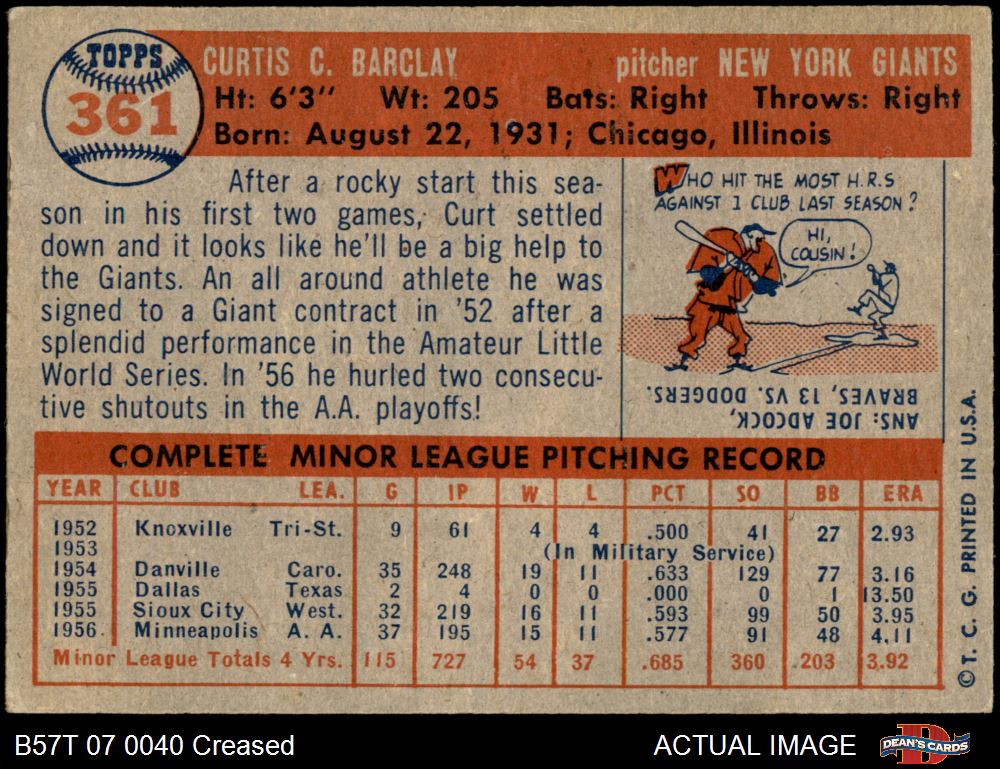 TOPPS
361
CURTIS C. BARCLAY pitcher NEW YORK GIANTS
Ht: 6'3" Wt: 205 Bats: Right Throws: Right
Born: August 22, 1931; Chicago, Illinois
After a rocky start this sea-
son in his first two games, Curt settled
down and it looks like he'll be a big help to
the Giants. An all around athlete he was
signed to a Giant contract in '52 after a
splendid performance in the Amateur Little
World Series. In '56 he hurled two consecu-
tive shutouts in the A.A. playoffs!
WHO HIT THE MOST H.R.S
AGAINST 1 CLUB LAST SEASON?
HI,
COUSIN!
ANS: JOE ADCOCK,
BRAVES, 13 VS. DODGERS.
COMPLETE MINOR LEAGUE PITCHING RECORD
YEAR CLUB LEA. G IP W L PCT SO BB ERA
1952 Knoxville Tri-St. 9 61 4 4 .500 41 27 2.93
1953 (In Military Service)
1954 Danville Caro. 35 248 19 11 .633 129 77 3.16
1955 Dallas Texas 2 4 0 0 .000 0 1 13.50
1955 Sioux City West. 32 219 16 11 .593 99 50 3.95
1956 Minneapolis A. A. 37 195 15 11 .577 91 48 4.11
Minor League Totals 4 Yrs. 115 727 54 37 .685 360 203 3.92
© T. C. G. PRINTED IN U.S.A.
B57T 07 0040 Creased ACTUAL IMAGE
B
DEAN'S CARDS